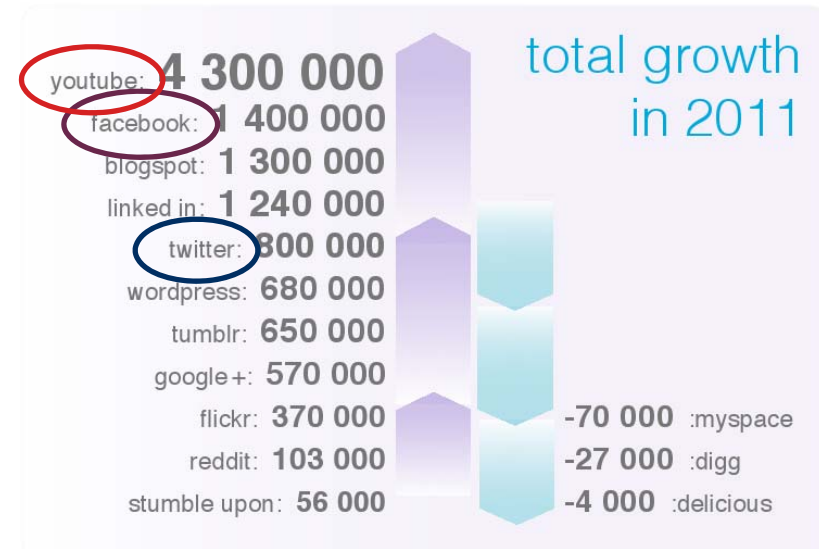 total growth
in 2011
youtube: 4 300 000
facebook: 1 400 000
blogspot: 1 300 000
linked in: 1 240 000
twitter: 800 000
wordpress: 680 000
tumblr: 650 000
google+: 570 000
flickr: 370 000
reddit: 103 000
stumble upon: 56 000
-70 000 :myspace
-27 000 :digg
-4 000 :delicious